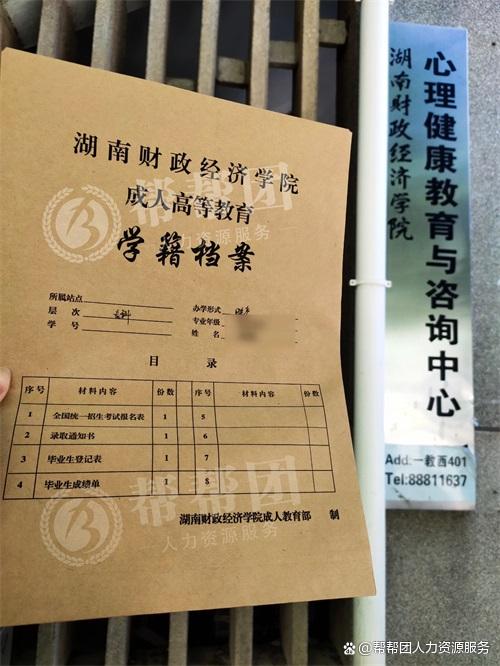 湖南财政经济学院
成人高等教育
学籍档案
所属站点
层次 本科
学号
办学形式
专业年级
姓名
目 录
序号 材料内容 份数 序号 材料内容 份数
1 全国统一招生考试报名表 1 5
2 录取通知书 1 6
3 毕业生登记表 1 7
4 毕业生成绩单 1 8
湖南财政经济学院成人教育部 制
帮帮团
人力资源服务
帮帮团
人力资源服务
湖南财政经济学院
心理健康教育与咨询中心
Add:一教西401
Tel:88811637
@帮帮团人力资源服务